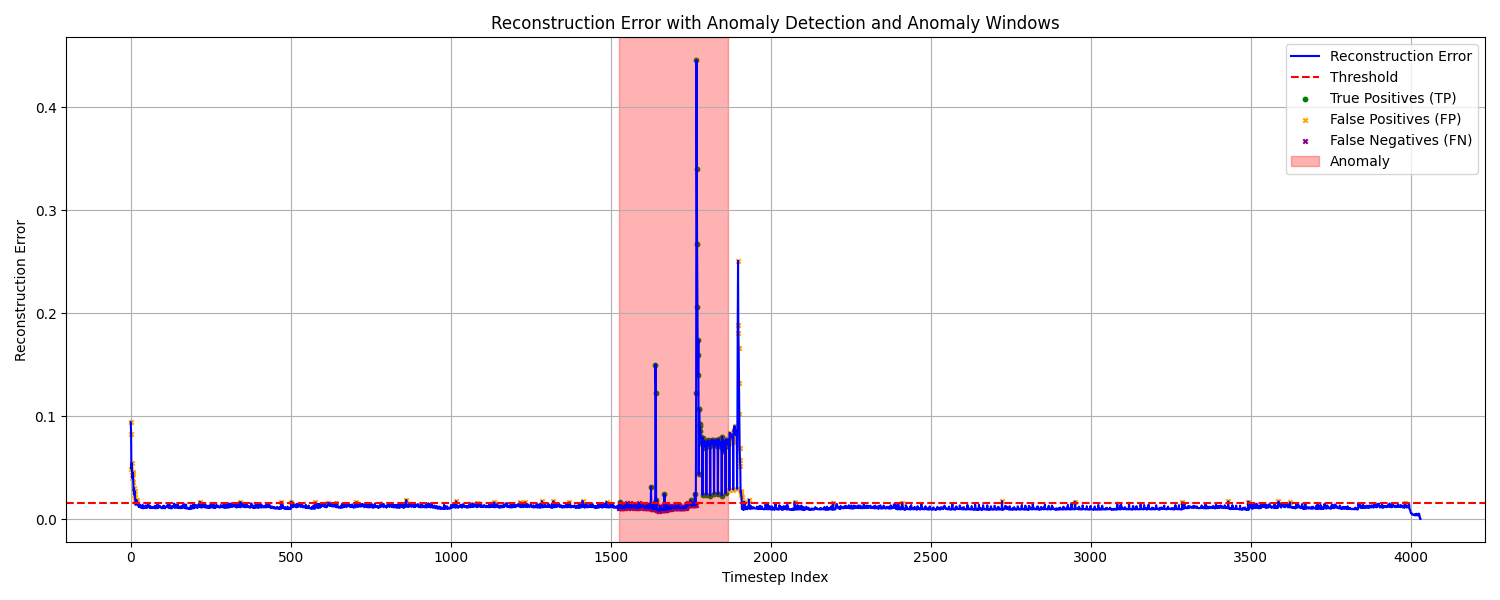 Reconstruction Error with Anomaly Detection and Anomaly Windows
Reconstruction Error
Threshold
True Positives (TP)
False Positives (FP)
False Negatives (FN)
Anomaly
Reconstruction Error
0.4
0.3
0.2
0.1
0.0
0 500 1000 1500 2000 2500 3000 3500 4000
Timestep Index